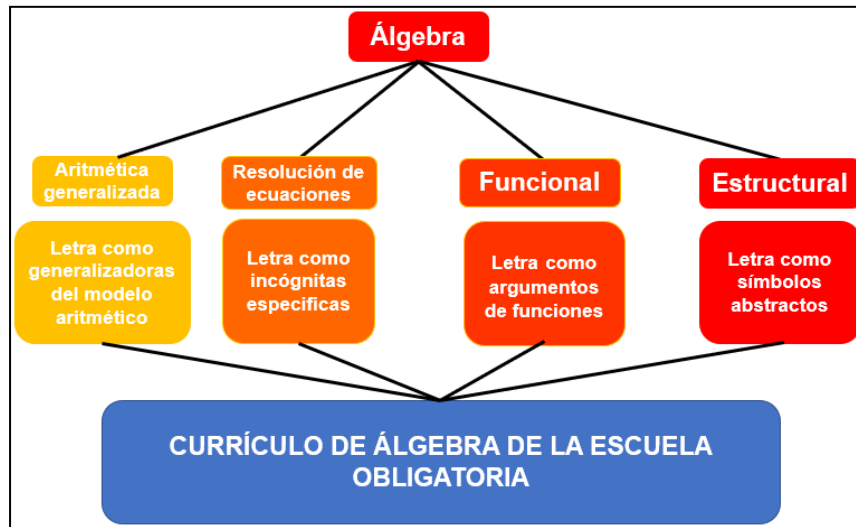 Álgebra
Aritmética
generalizada
Resolución de
ecuaciones
Funcional
Estructural
Letra como
generalizadoras
del modelo
aritmético
Letra como
incógnitas
especificas
Letra como
argumentos
de funciones
Letra como
símbolos
abstractos
CURRÍCULO DE ÁLGEBRA DE LA ESCUELA
OBLIGATORIA